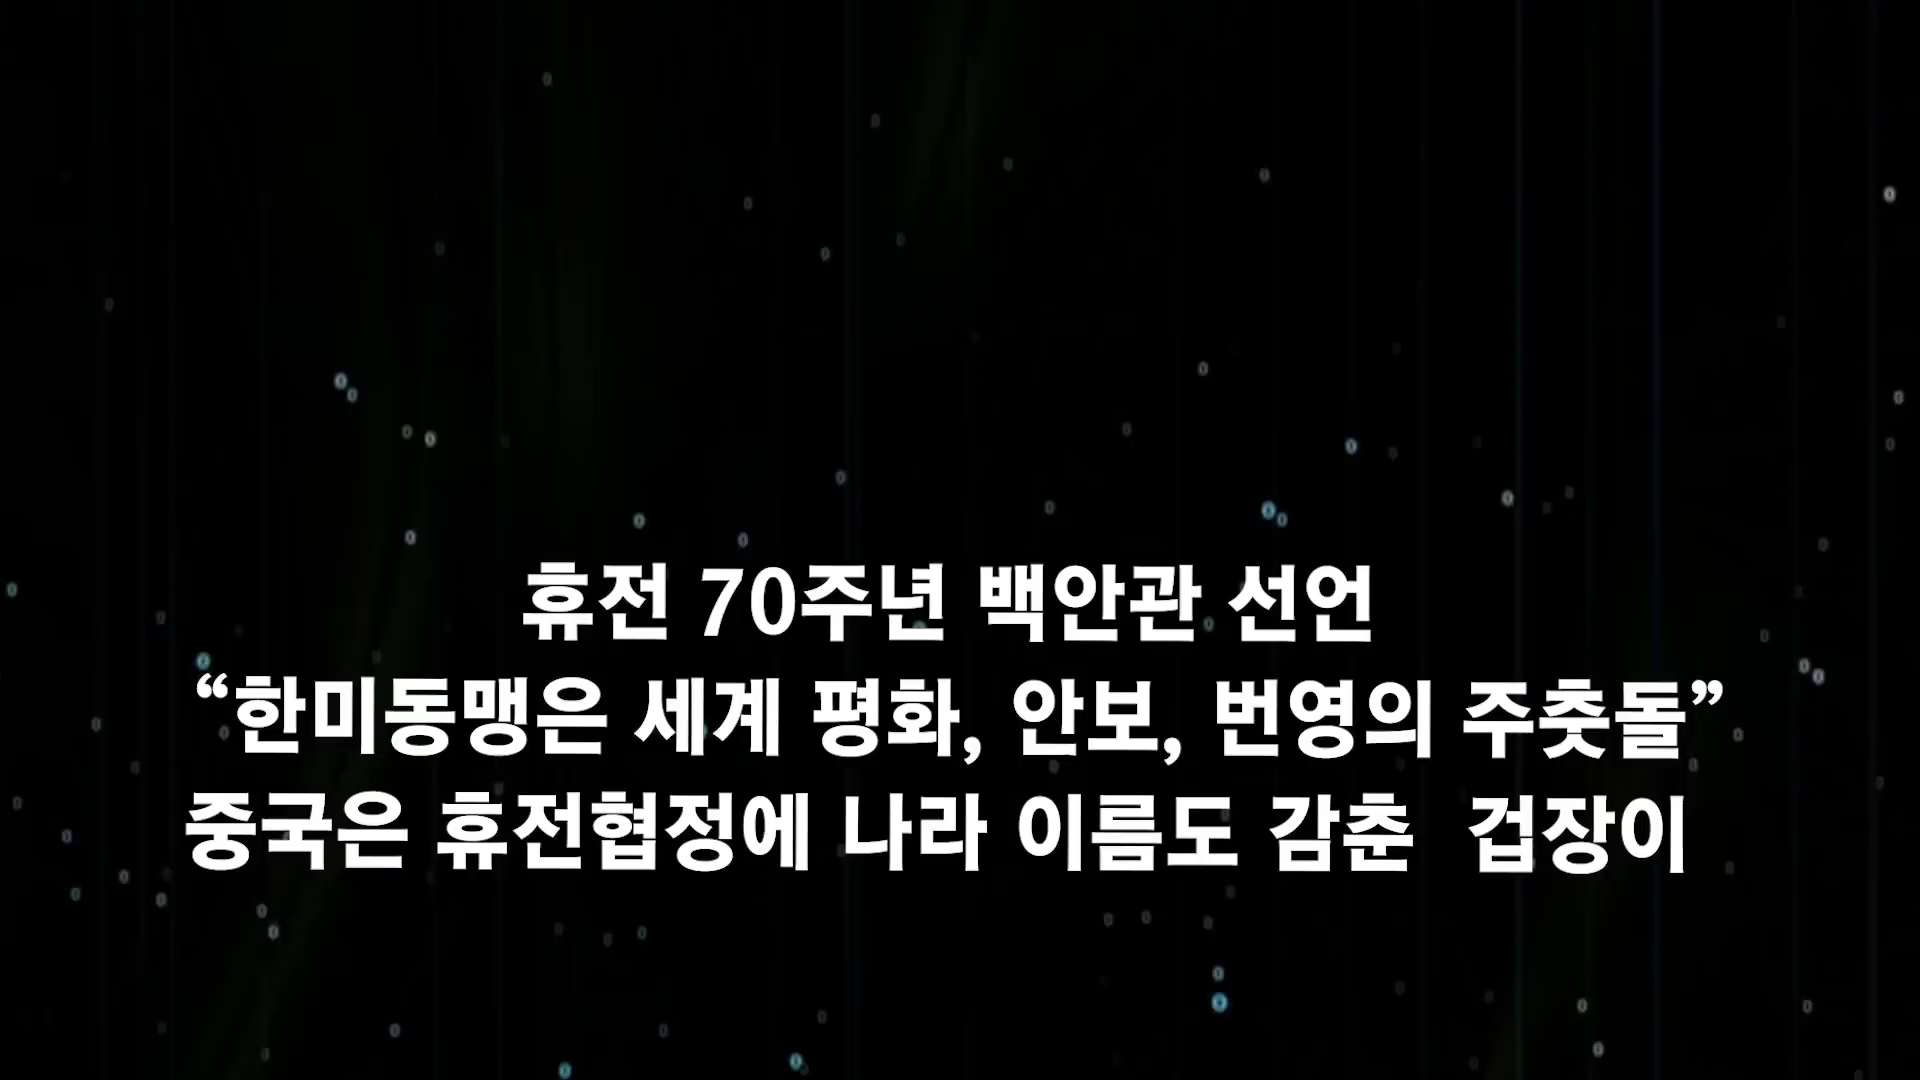 휴전 70주년 백안관 선언
“한미동맹은 세계 평화, 안보, 번영의 주춧돌”
중국은 휴전협정에 나라 이름도 감춘 겁장이